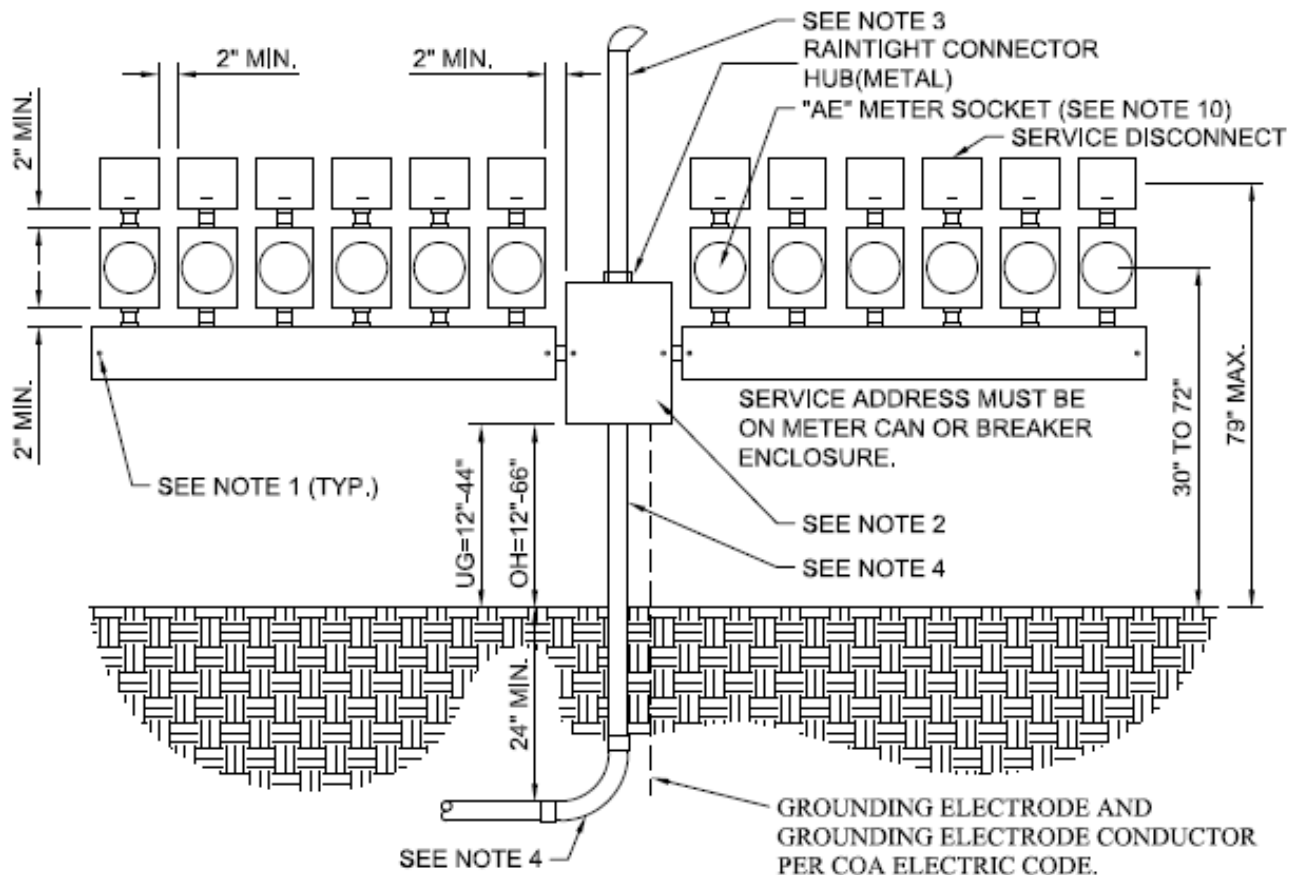 SEE NOTE 3
RAINTIGHT CONNECTOR
HUB(METAL)
"AE" METER SOCKET (SEE NOTE 10)
SERVICE DISCONNECT
2" MIN.
2" MIN.
2" MIN.
2" MIN.
SEE NOTE 1 (TYP.)
UG=12"-44"
OH=12"-66"
SERVICE ADDRESS MUST BE
ON METER CAN OR BREAKER
ENCLOSURE.
SEE NOTE 2
SEE NOTE 4
30" TO 72"
79" MAX.
24" MIN.
SEE NOTE 4
GROUNDING ELECTRODE AND
GROUNDING ELECTRODE CONDUCTOR
PER COA ELECTRIC CODE.